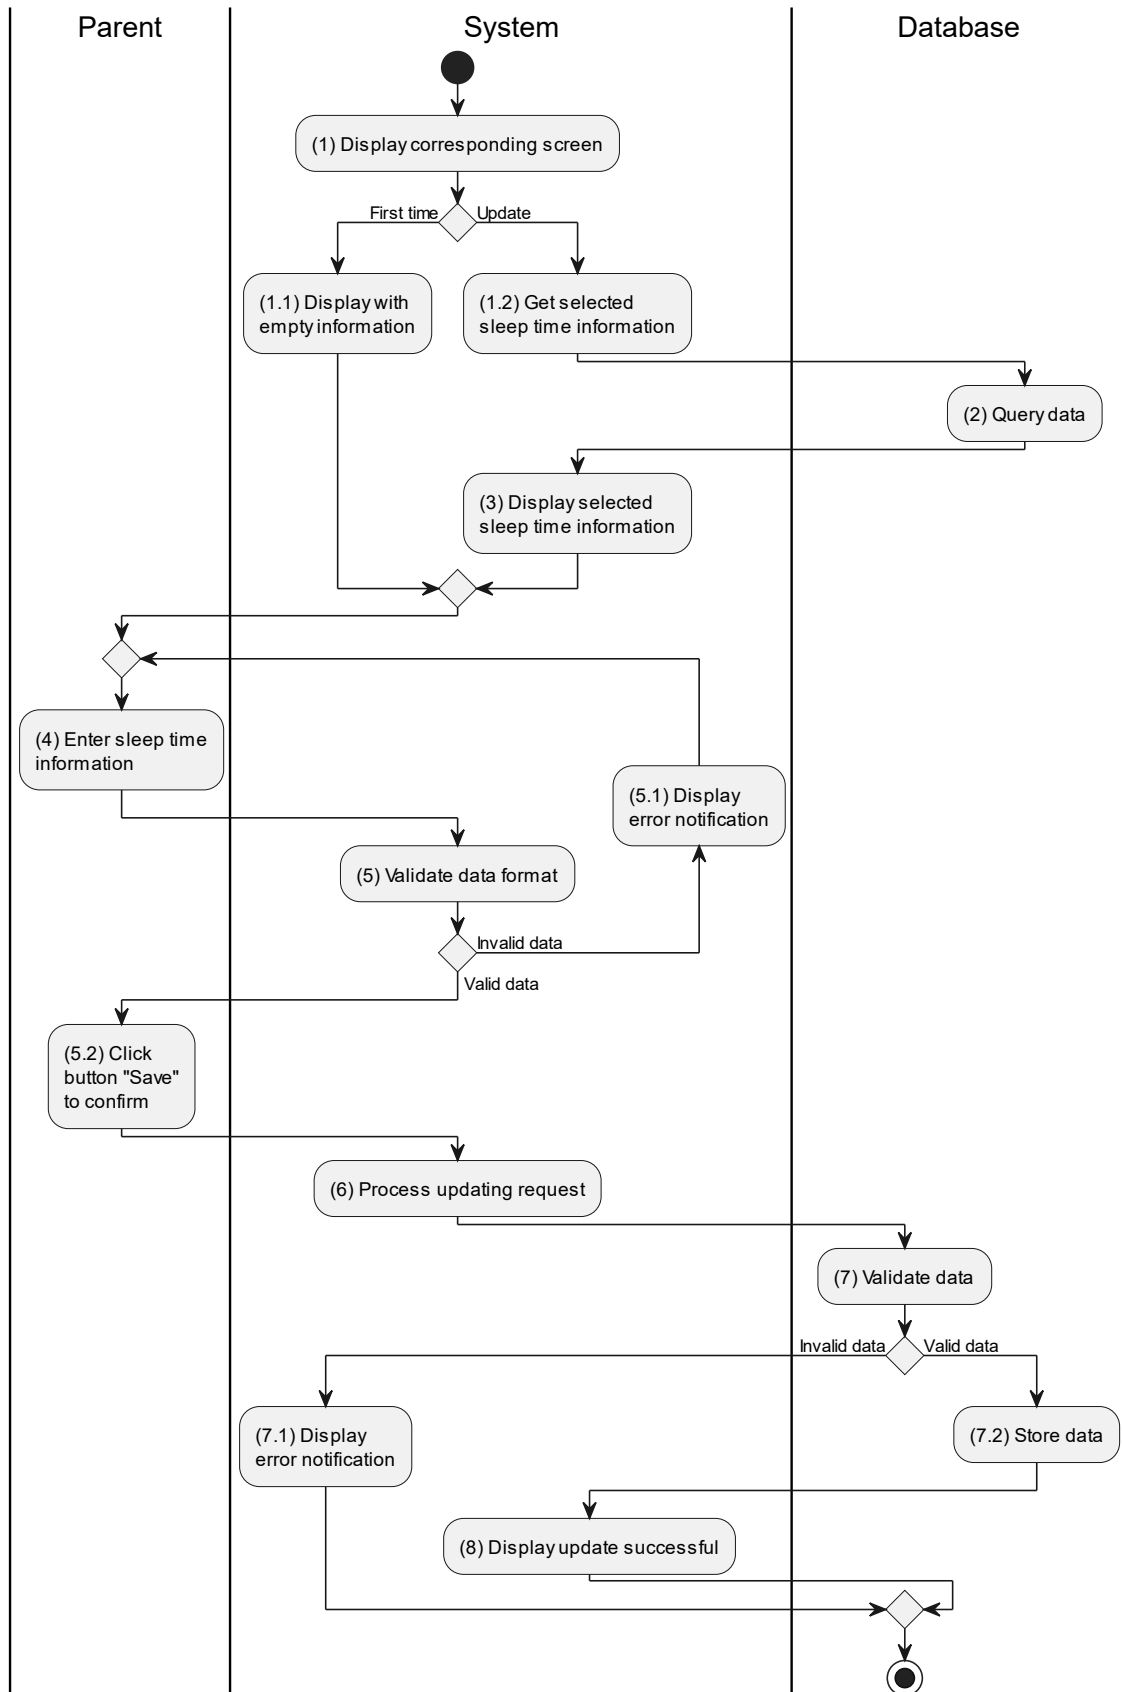 Parent
System
Database
(1) Display corresponding screen
First time
Update
(1.1) Display with
empty information
(1.2) Get selected
sleep time information
(2) Query data
(3) Display selected
sleep time information
(4) Enter sleep time
information
(5.1) Display
error notification
(5) Validate data format
Invalid data
Valid data
(5.2) Click
button "Save"
to confirm
(6) Process updating request
(7) Validate data
Invalid data
Valid data
(7.1) Display
error notification
(7.2) Store data
(8) Display update successful